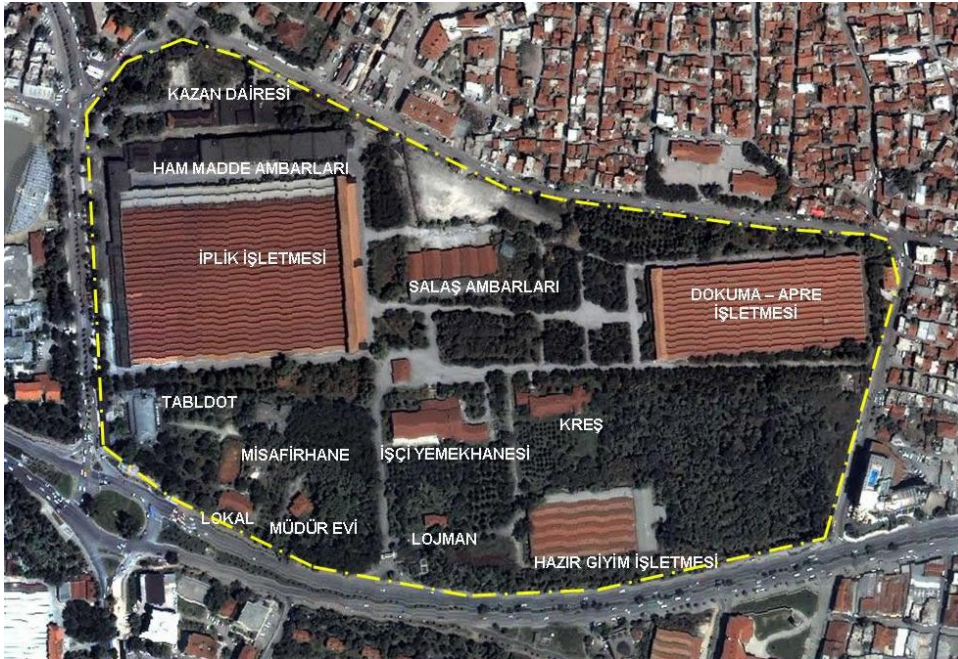 KAZAN DAİRESİ
HAM MADDE AMBARLARI
İPLİK İŞLETMESİ
SALAŞ AMBARLARI
DOKUMA – APRE
İŞLETMESİ
TABLDOT
KREŞ
MİSAFİRHANE
İŞÇİ YEMEKHANESİ
LOKAL
MÜDÜR EVİ
LOJMAN
HAZIR GİYİM İŞLETMESİ